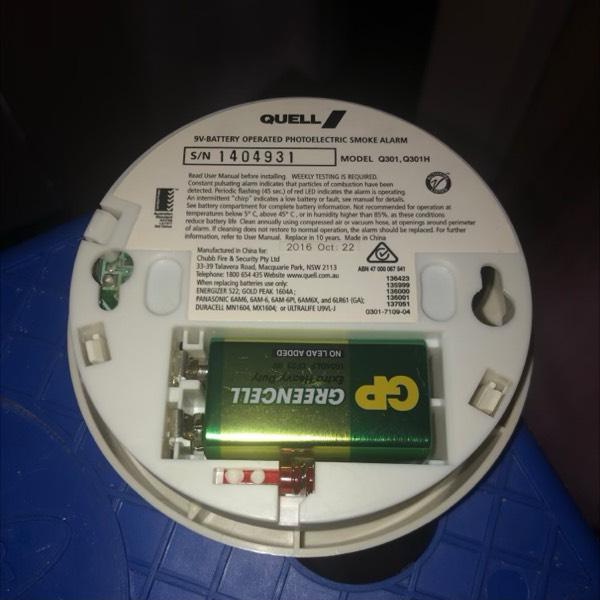 QUELL
9V-BATTERY OPERATED PHOTOELECTRIC SMOKE ALARM
S/N 1404931 MODEL Q301, Q301H
Read User Manual before installing. WEEKLY TESTING IS REQUIRED.
Constant pulsating alarm indicates that particles of combustion have been
detected. Periodic flashing (45 sec.) of red LED indicates the alarm is operating.
An intermittent "chirp" indicates a low battery or fault, see manual for details.
See battery compartment for complete battery information. Not recommended for operation at
temperatures below 5° C, above 45° C, or in humidity higher than 85%, as these conditions
reduce battery life. Clean annually using compressed air or vacuum hose, at openings around perimeter
of alarm. If cleaning does not restore to normal operation, the alarm should be replaced. For further
information, refer to User Manual. Replace in 10 years. Made in China
2016 Oct. 22
Manufactured in China for:
Chubb Fire & Security Pty Ltd
33-39 Talavera Road, Macquarie Park, NSW 2113
Telephone: 1800 654 435 Website www.quell.com.au
When replacing batteries use only:
ENERGIZER 522; GOLD PEAK 1604A;
PANASONIC 6AM6, 6AM-6, 6AM-6PI, 6AM6X, and 6LR61 (GA);
DURACELL MN1604, MX1604; or ULTRALIFE U9VL-J
ABN 47 000 067 541
136423
135999
136000
136001
137051
0301-7109-04
GP
GREENCELL
Extra Heavy Duty
NO LEAD ADDED